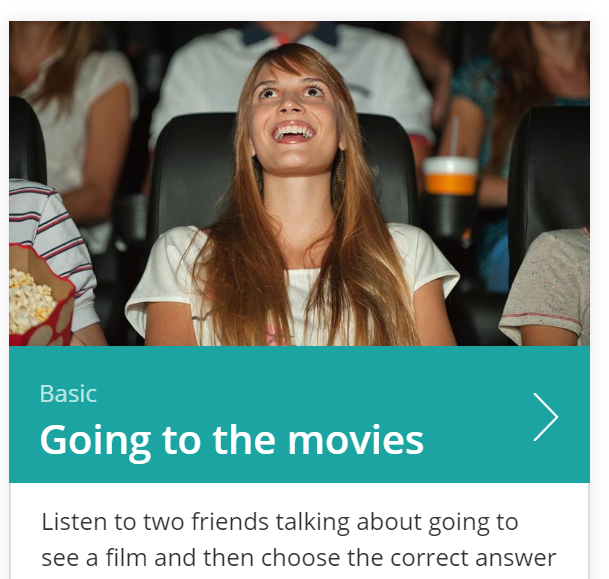 Basic
Going to the movies
Listen to two friends talking about going to
see a film and then choose the correct answer